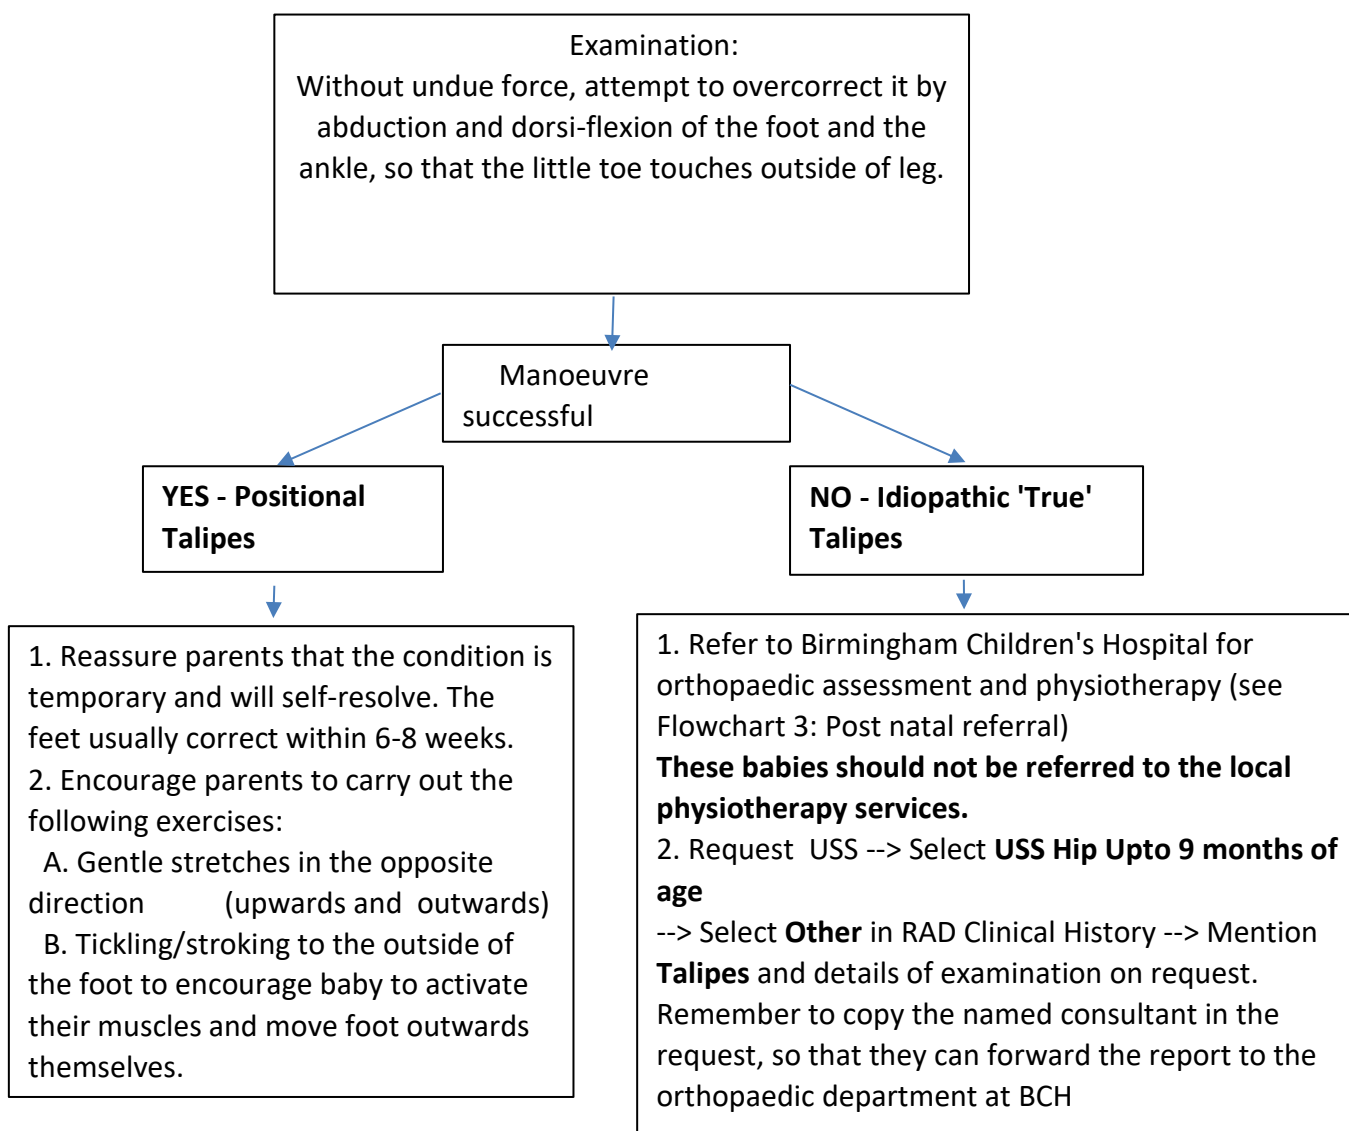 Examination:
Without undue force, attempt to overcorrect it by
abduction and dorsi-flexion of the foot and the
ankle, so that the little toe touches outside of leg.
Manoeuvre
successful
YES - Positional
Talipes
NO - Idiopathic 'True'
Talipes
1. Reassure parents that the condition is
temporary and will self-resolve. The
feet usually correct within 6-8 weeks.
2. Encourage parents to carry out the
following exercises:
A. Gentle stretches in the opposite
direction (upwards and outwards)
B. Tickling/stroking to the outside of
the foot to encourage baby to activate
their muscles and move foot outwards
themselves.
1. Refer to Birmingham Children's Hospital for
orthopaedic assessment and physiotherapy (see
Flowchart 3: Post natal referral)
These babies should not be referred to the local
physiotherapy services.
2. Request USS --> Select USS Hip Upto 9 months of
age
--> Select Other in RAD Clinical History --> Mention
Talipes and details of examination on request.
Remember to copy the named consultant in the
request, so that they can forward the report to the
orthopaedic department at BCH